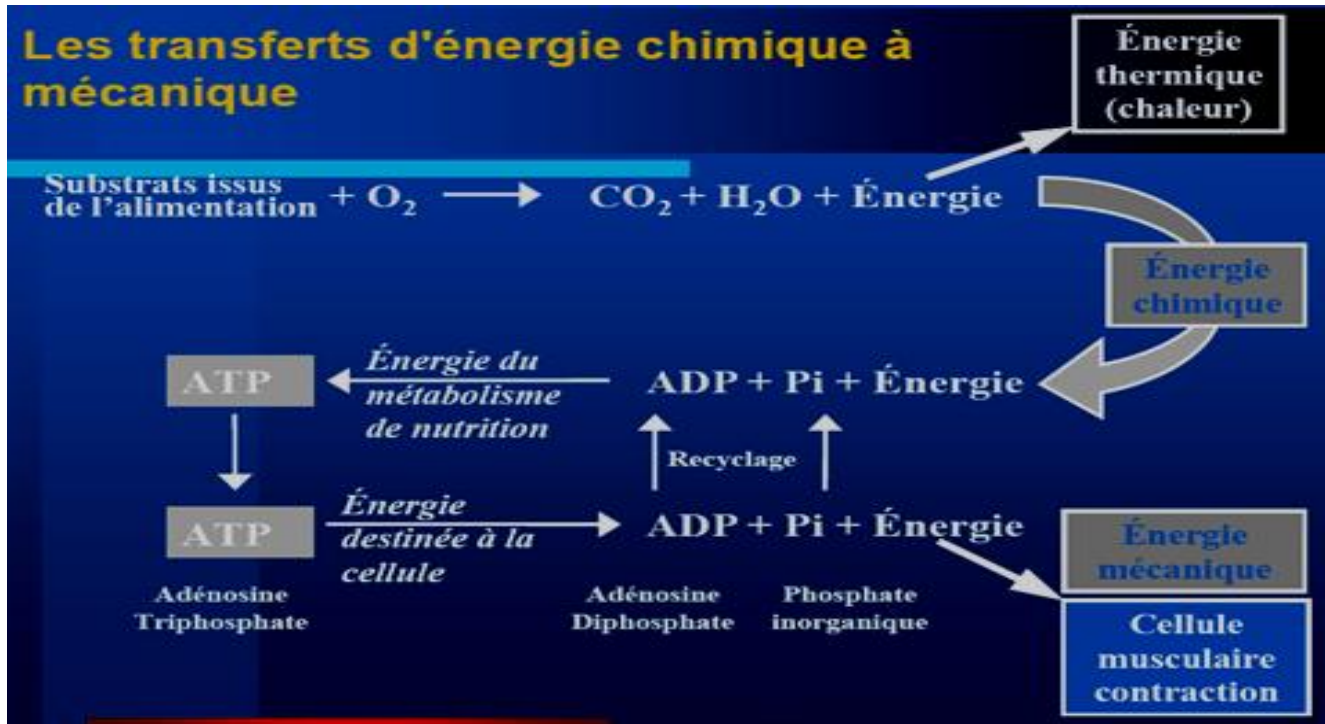 Les transferts d'énergie chimique à
mécanique
Énergie
thermique
(chaleur)
Substrats issus
de l'alimentation + O₂ → CO₂ + H₂O + Énergie
Énergie
chimique
ATP
Énergie du
métabolisme
de nutrition
ADP + Pi + Énergie
Recyclage
ATP
Énergie
destinée à la
cellule
ADP + Pi + Énergie
Énergie
mécanique
Adénosine
Triphosphate
Adénosine
Diphosphate
Phosphate
inorganique
Cellule
musculaire
contraction